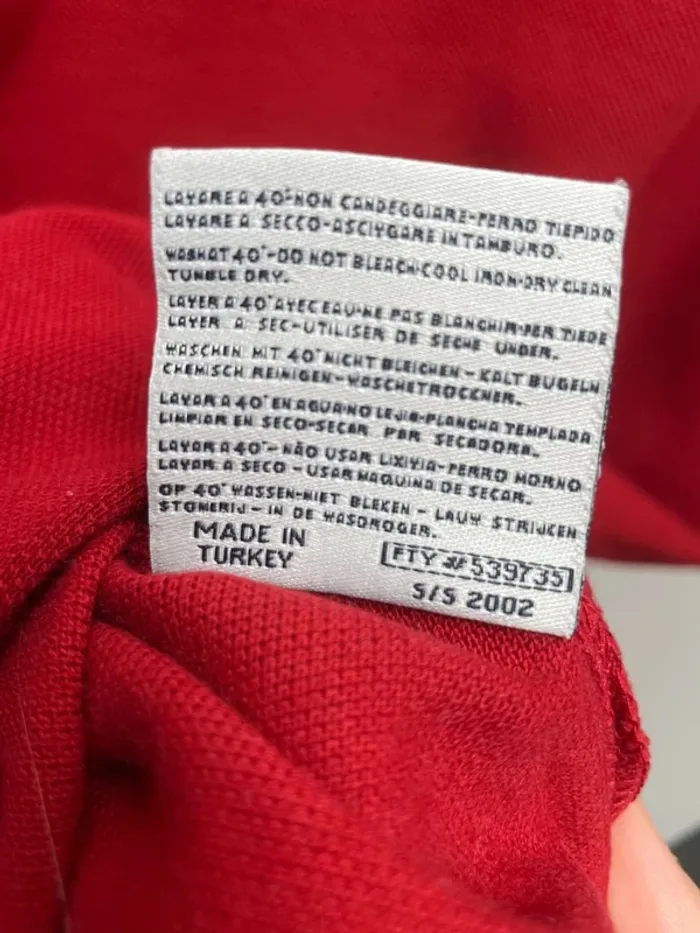 LAVARE A 40°-NON CANDEGGIARE-FERRO TIEPIDO
LAVARE A SECCO-ASCIVGARE IN TAMBURO.
WASH AT 40°-DO NOT BLEACH-COOL IRON-DRY CLEAN
TUMBLE DRY.
LAVER A 40° AVEC EAU-NE PAS BLANCHIR-FER TIEDE
LAVER A SEC-UTILISER DE SECHE UNDER.
WASCHEN MIT 40° NICHT BLEICHEN-KALT BUGELN
CHEMISCH REINIGEN-WASCHETROCKNER.
LAVAR A 40° EN AGUA-NO LEJIA-PLANCHA TEMPLADA
LIMPIAR EN SECO-SECAR PAR SECADORA.
LAVAR A 40°-NÃO USAR LIXIVIA-FERRO MORNO
LAVAR A SECO-USAR MAQUINA DE SECAR.
OP 40° WASSEN-NIET BLEKEN-LAUW STRIJKEN
STOMERIJ-IN DE WASDROGER.
MADE IN
TURKEY
FTY # 539735
S/S 2002